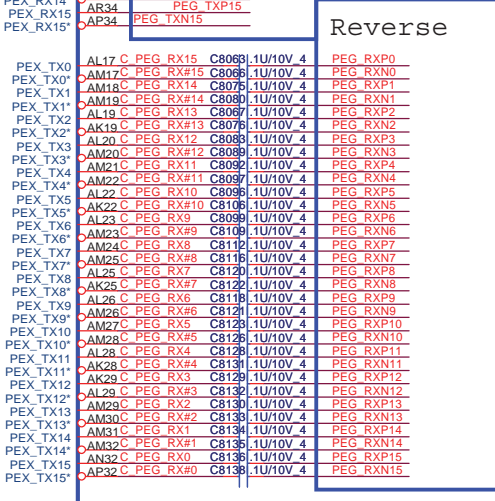 PEX_RX14*
PEX_RX15 AR34 PEG_TXP15
PEX_RX15* AP34 PEG_TXN15
Reverse
PEX_TX0 AL17 C_PEG_RX15 C8063 .1U/10V_4 PEG_RXP0
PEX_TX0* AM17 C_PEG_RX#15 C8066 .1U/10V_4 PEG_RXN0
PEX_TX1 AM18 C_PEG_RX14 C8075 .1U/10V_4 PEG_RXP1
PEX_TX1* AM19 C_PEG_RX#14 C8080 .1U/10V_4 PEG_RXN1
PEX_TX2 AL19 C_PEG_RX13 C8067 .1U/10V_4 PEG_RXP2
PEX_TX2* AK19 C_PEG_RX#13 C8076 .1U/10V_4 PEG_RXN2
PEX_TX3 AL20 C_PEG_RX12 C8083 .1U/10V_4 PEG_RXP3
PEX_TX3* AM20 C_PEG_RX#12 C8089 .1U/10V_4 PEG_RXN3
PEX_TX4 AM21 C_PEG_RX11 C8092 .1U/10V_4 PEG_RXP4
PEX_TX4* AM22 C_PEG_RX#11 C8097 .1U/10V_4 PEG_RXN4
PEX_TX5 AL22 C_PEG_RX10 C8096 .1U/10V_4 PEG_RXP5
PEX_TX5* AK22 C_PEG_RX#10 C8106 .1U/10V_4 PEG_RXN5
PEX_TX6 AL23 C_PEG_RX9 C8099 .1U/10V_4 PEG_RXP6
PEX_TX6* AM23 C_PEG_RX#9 C8109 .1U/10V_4 PEG_RXN6
PEX_TX7 AM24 C_PEG_RX8 C8112 .1U/10V_4 PEG_RXP7
PEX_TX7* AM25 C_PEG_RX#8 C8116 .1U/10V_4 PEG_RXN7
PEX_TX8 AL25 C_PEG_RX7 C8120 .1U/10V_4 PEG_RXP8
PEX_TX8* AK25 C_PEG_RX#7 C8122 .1U/10V_4 PEG_RXN8
PEX_TX9 AL26 C_PEG_RX6 C8118 .1U/10V_4 PEG_RXP9
PEX_TX9* AM26 C_PEG_RX#6 C8121 .1U/10V_4 PEG_RXN9
PEX_TX10 AM27 C_PEG_RX5 C8123 .1U/10V_4 PEG_RXP10
PEX_TX10* AM28 C_PEG_RX#5 C8126 .1U/10V_4 PEG_RXN10
PEX_TX11 AL28 C_PEG_RX4 C8128 .1U/10V_4 PEG_RXP11
PEX_TX11* AK28 C_PEG_RX#4 C8131 .1U/10V_4 PEG_RXN11
PEX_TX12 AK29 C_PEG_RX3 C8129 .1U/10V_4 PEG_RXP12
PEX_TX12* AL29 C_PEG_RX#3 C8132 .1U/10V_4 PEG_RXN12
PEX_TX13 AM29 C_PEG_RX2 C8130 .1U/10V_4 PEG_RXP13
PEX_TX13* AM30 C_PEG_RX#2 C8133 .1U/10V_4 PEG_RXN13
PEX_TX14 AM31 C_PEG_RX1 C8134 .1U/10V_4 PEG_RXP14
PEX_TX14* AM32 C_PEG_RX#1 C8135 .1U/10V_4 PEG_RXN14
PEX_TX15 AN32 C_PEG_RX0 C8136 .1U/10V_4 PEG_RXP15
PEX_TX15* AP32 C_PEG_RX#0 C8138 .1U/10V_4 PEG_RXN15